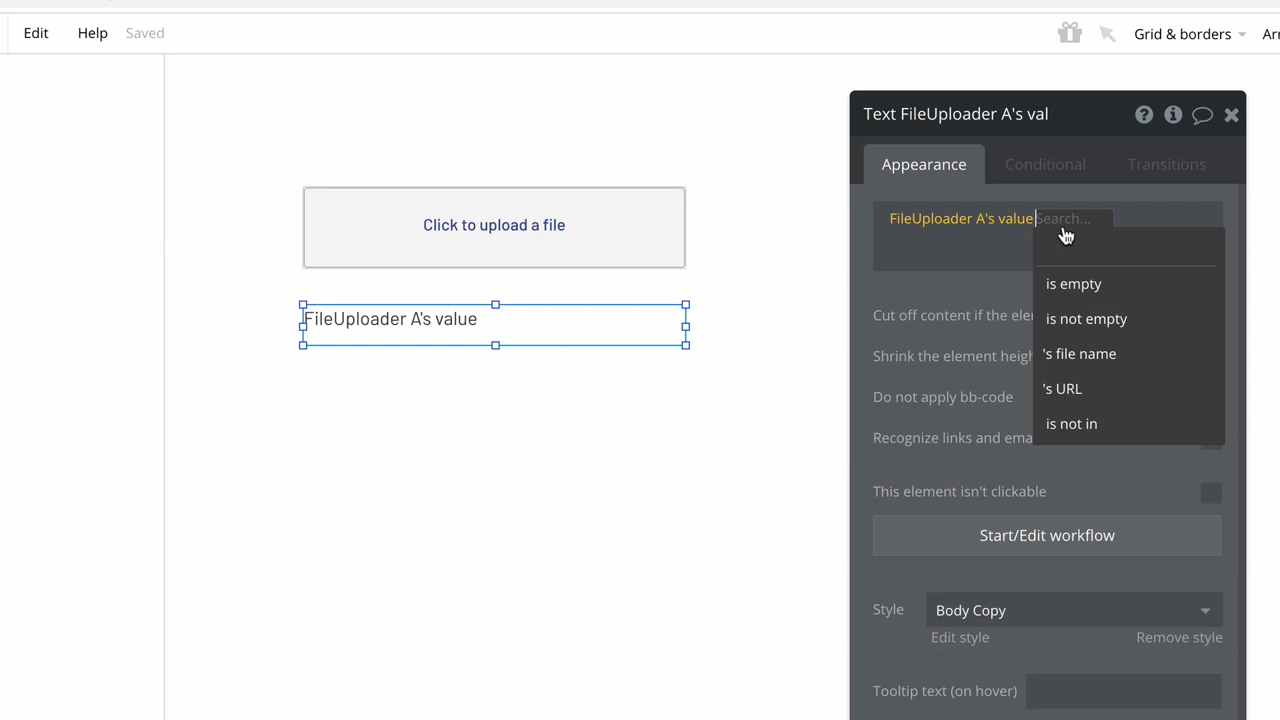 Edit Help Saved Grid & borders Arr
Text FileUploader A's val
Appearance Conditional Transitions
Click to upload a file
FileUploader A's value
FileUploader A's value Search...
is empty
is not empty
's file name
's URL
is not in
Cut off content if the ele
Shrink the element heigh
Do not apply bb-code
Recognize links and ema
This element isn't clickable
Start/Edit workflow
Style Body Copy
Edit style Remove style
Tooltip text (on hover)